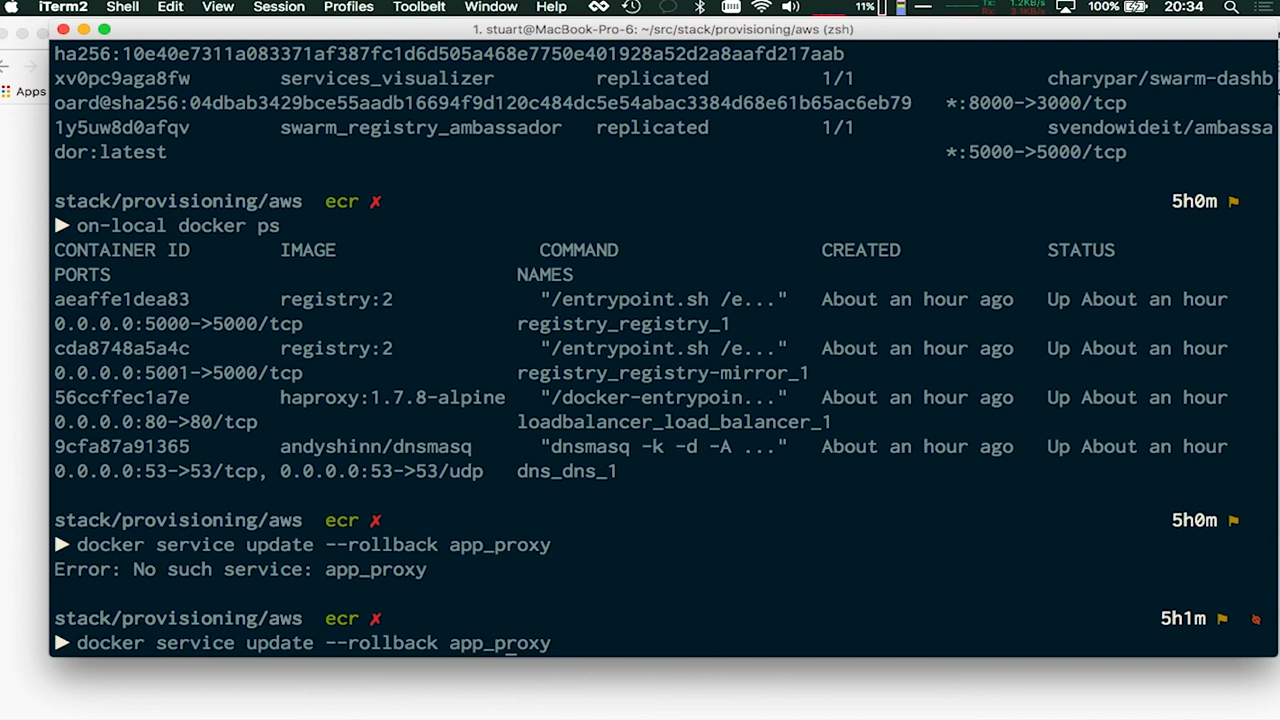 iTerm2 Shell Edit View Session Profiles Toolbelt Window Help 11% 1.2KB/s 3.1KB/s 100% 20:34
1. stuart@MacBook-Pro-6: ~/src/stack/provisioning/aws (zsh)
Apps
ha256:10e40e7311a083371af387fc1d6d505a468e7750e401928a52d2a8aafd217aab
xv0pc9aga8fw services_visualizer replicated 1/1 charypar/swarm-dashb
oard@sha256:04dbab3429bce55aadb16694f9d120c484dc5e54abac3384d68e61b65ac6eb79 *:8000->3000/tcp
1y5uw8d0afqv swarm_registry_ambassador replicated 1/1 svendowideit/ambassa
dor:latest *:5000->5000/tcp
stack/provisioning/aws ecr ✗ 5h0m
▶ on-local docker ps
CONTAINER ID IMAGE COMMAND CREATED STATUS
PORTS NAMES
aeaffe1dea83 registry:2 "/entrypoint.sh /e..." About an hour ago Up About an hour
0.0.0.0:5000->5000/tcp registry_registry_1
cda8748a5a4c registry:2 "/entrypoint.sh /e..." About an hour ago Up About an hour
0.0.0.0:5001->5000/tcp registry_registry-mirror_1
56ccffec1a7e haproxy:1.7.8-alpine "/docker-entrypoin..." About an hour ago Up About an hour
0.0.0.0:80->80/tcp loadbalancer_load_balancer_1
9cfa87a91365 andyshinn/dnsmasq "dnsmasq -k -d -A ..." About an hour ago Up About an hour
0.0.0.0:53->53/tcp, 0.0.0.0:53->53/udp dns_dns_1
stack/provisioning/aws ecr ✗ 5h0m
▶ docker service update --rollback app_proxy
Error: No such service: app_proxy
stack/provisioning/aws ecr ✗ 5h1m
▶ docker service update --rollback app_proxy